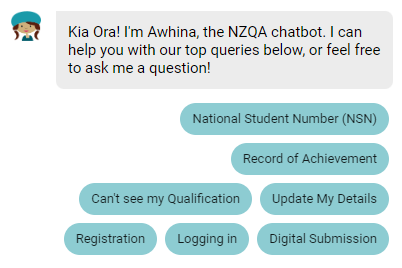 Kia Ora! I'm Awhina, the NZQA chatbot. I can
help you with our top queries below, or feel free
to ask me a question!
National Student Number (NSN)
Record of Achievement
Can't see my Qualification
Update My Details
Registration
Logging in
Digital Submission